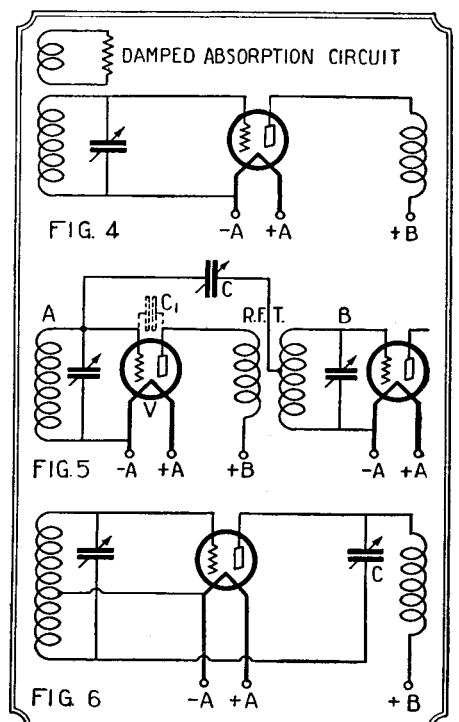 DAMPED ABSORPTION CIRCUIT
FIG. 4
-A +A
+B
C
A
C1
R.F.T.
B
V
FIG.5
-A +A
+B
-A +A
C
FIG 6
-A +A
+B